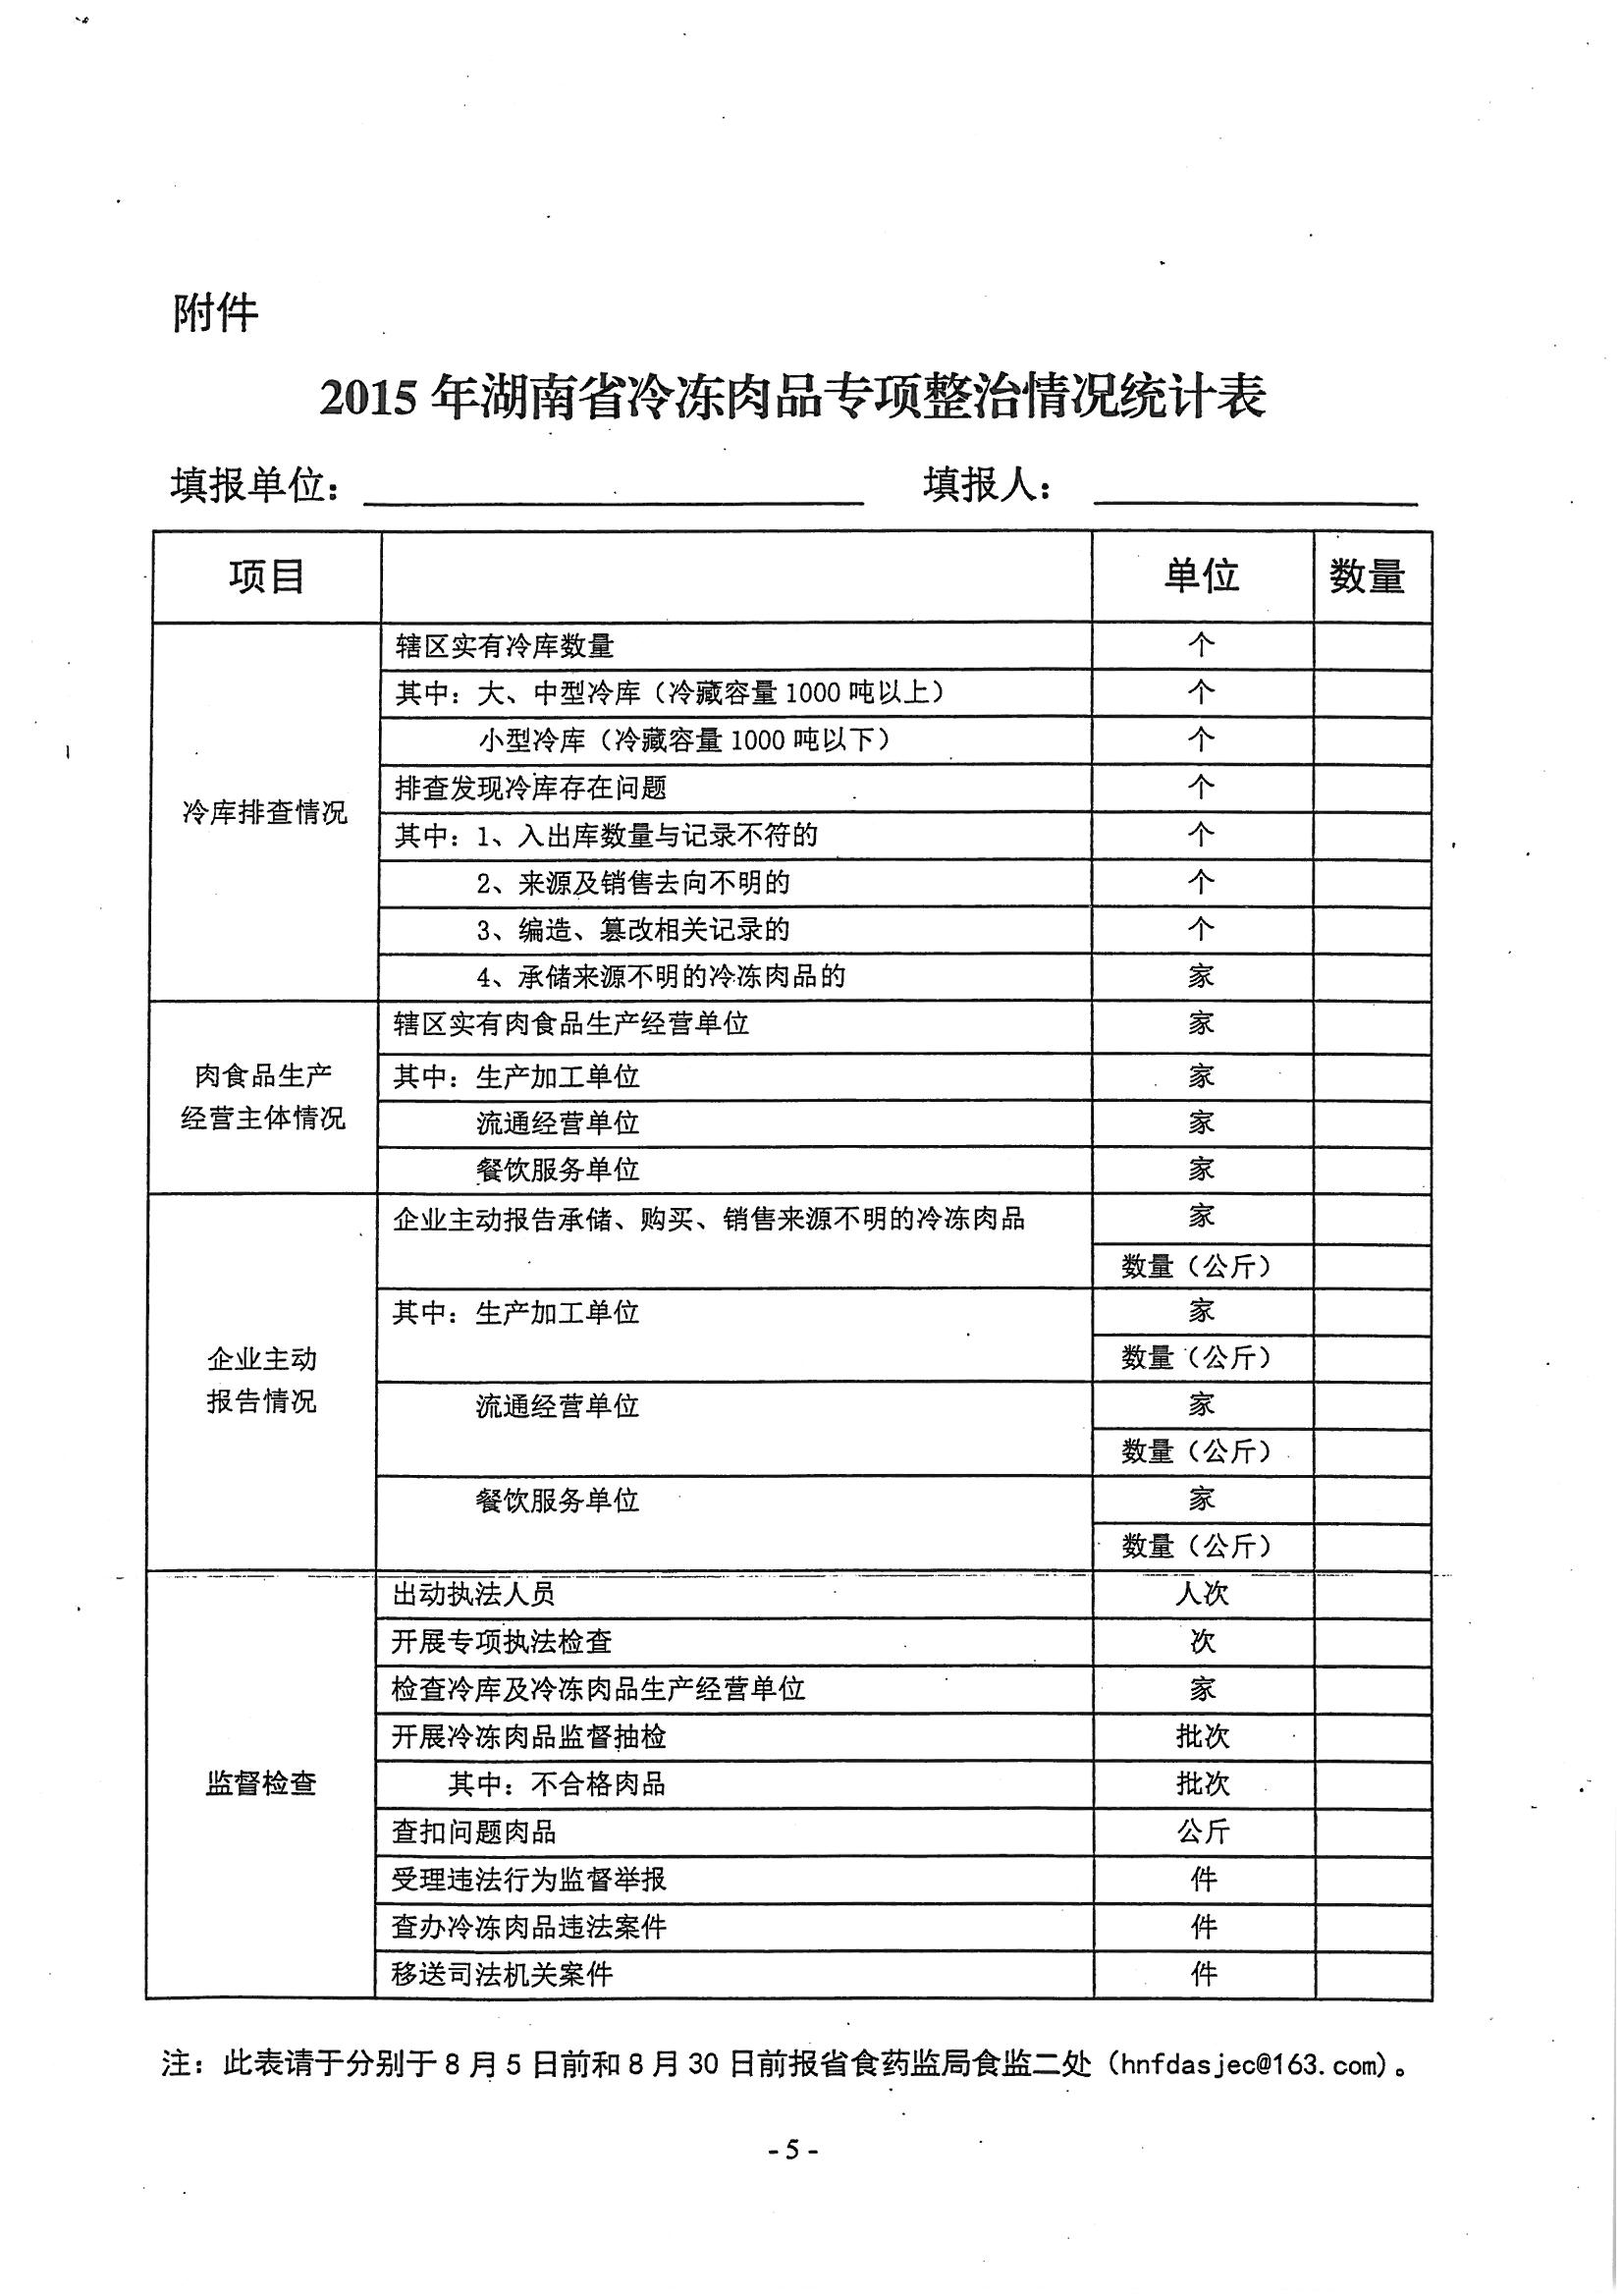 附件
2015 年湖南省冷冻肉品专项整治情况统计表
填报单位： 填报人：
项目 单位 数量
冷库排查情况
辖区实有冷库数量 个
其中：大、中型冷库（冷藏容量 1000 吨以上） 个
小型冷库（冷藏容量 1000 吨以下） 个
排查发现冷库存在问题 个
其中：1、入出库数量与记录不符的 个
2、来源及销售去向不明的 个
3、编造、篡改相关记录的 个
4、承储来源不明的冷冻肉品的 家
肉食品生产
经营主体情况
辖区实有肉食品生产经营单位 家
其中：生产加工单位 家
流通经营单位 家
餐饮服务单位 家
企业主动
报告情况
企业主动报告承储、购买、销售来源不明的冷冻肉品 家
数量（公斤）
其中：生产加工单位 家
数量（公斤）
流通经营单位 家
数量（公斤）
餐饮服务单位 家
数量（公斤）
监督检查
出动执法人员 人次
开展专项执法检查 次
检查冷库及冷冻肉品生产经营单位 家
开展冷冻肉品监督抽检 批次
其中：不合格肉品 批次
查扣问题肉品 公斤
受理违法行为监督举报 件
查办冷冻肉品违法案件 件
移送司法机关案件 件
注：此表请于分别于 8 月 5 日前和 8 月 30 日前报省食药监局食监二处（hnfdasjec@163.com）。
- 5 -